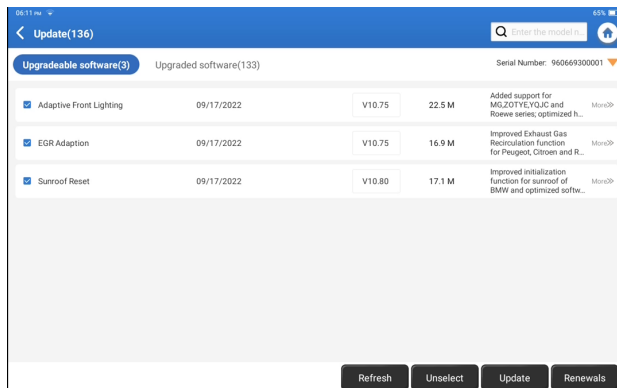 06:11 PM 65%
Update(136) Enter the model n..
Upgradeable software(3) Upgraded software(133) Serial Number: 960669300001
Adaptive Front Lighting 09/17/2022 V10.75 22.5 M Added support for
MG,ZOTYE,YQJC and
Roewe series; optimized h... More
EGR Adaption 09/17/2022 V10.75 16.9 M Improved Exhaust Gas
Recirculation function
for Peugeot, Citroen and R... More
Sunroof Reset 09/17/2022 V10.80 17.1 M Improved initialization
function for sunroof of
BMW and optimized softw... More
Refresh Unselect Update Renewals